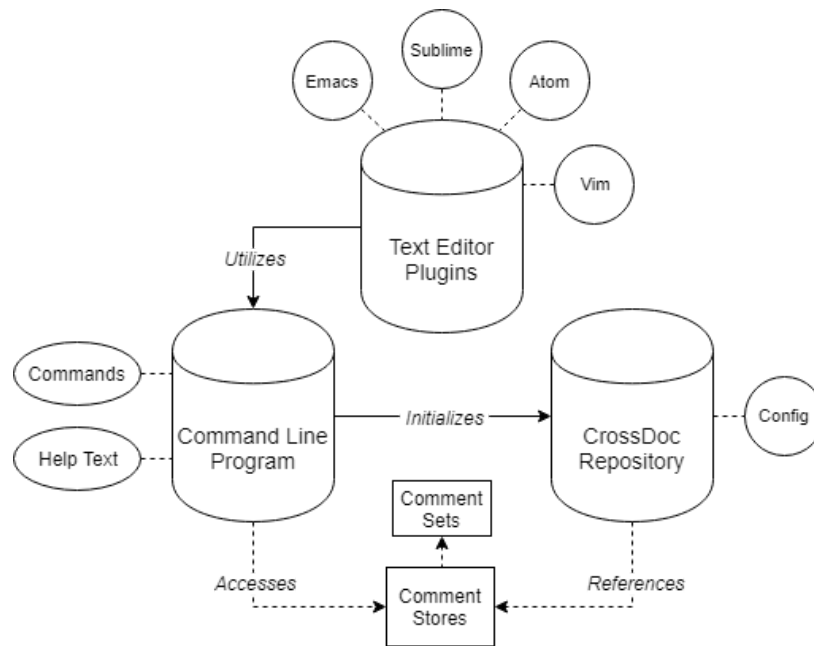 Sublime
Emacs
Atom
Vim
Text Editor
Plugins
Utilizes
Commands
Help Text
Command Line
Program
Initializes
CrossDoc
Repository
Config
Comment
Sets
Accesses
References
Comment
Stores